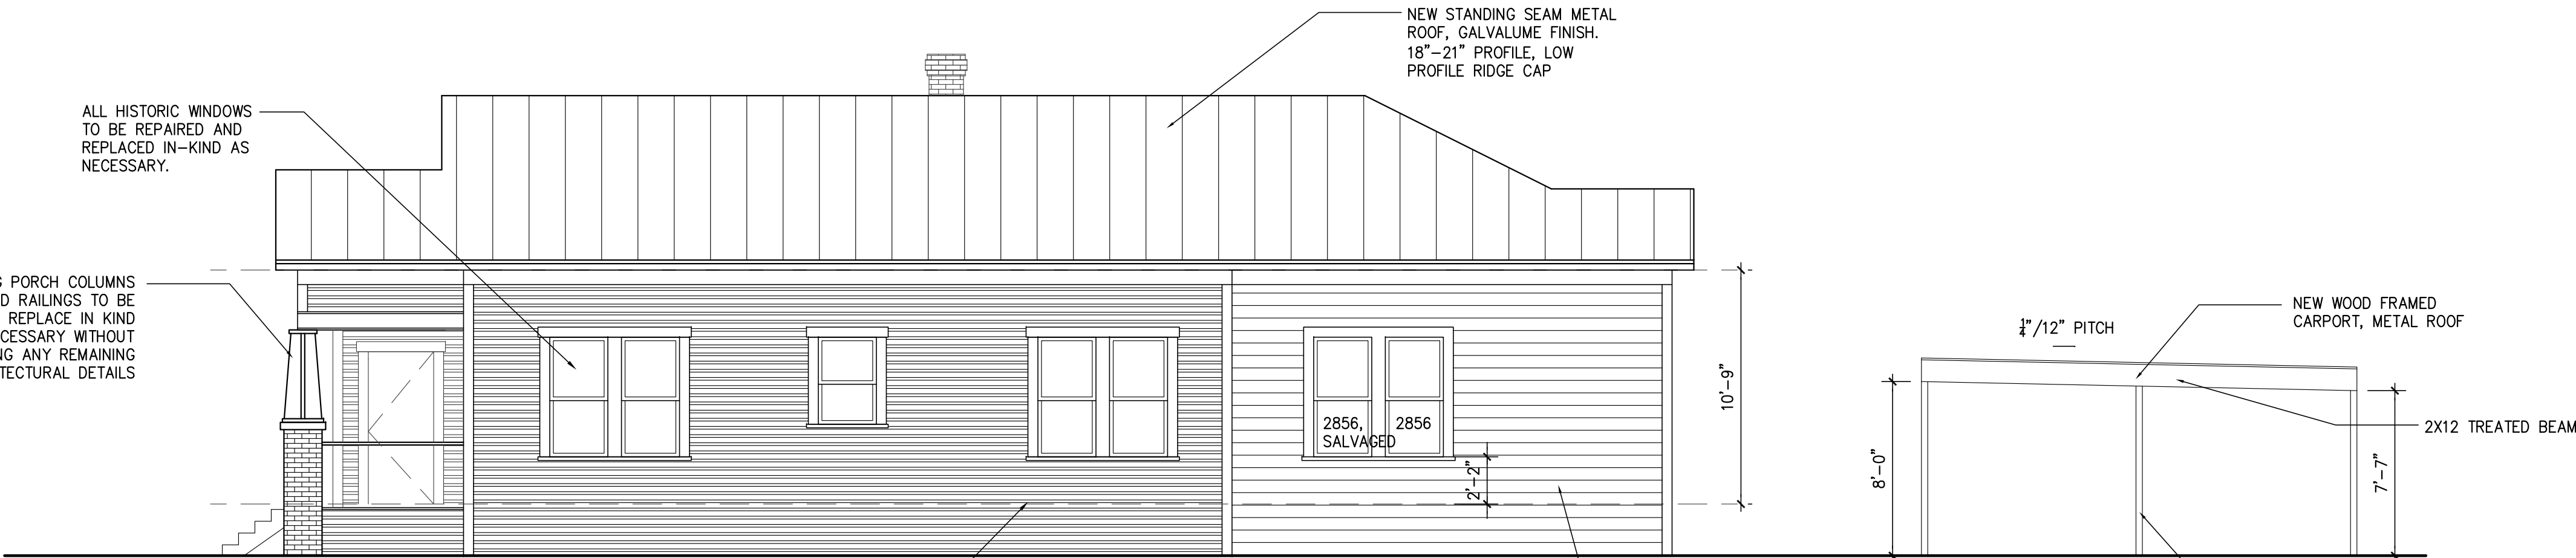 NEW STANDING SEAM METAL
ROOF, GALVALUME FINISH.
18"-21" PROFILE, LOW
PROFILE RIDGE CAP
ALL HISTORIC WINDOWS
TO BE REPAIRED AND
REPLACED IN-KIND AS
NECESSARY.
PORCH COLUMNS
RAILINGS TO BE
REPLACE IN KIND
CESSARY WITHOUT
NG ANY REMAINING
TECTURAL DETAILS
2856,
SALVAGED
2856
2'-2"
10'-9"
1/4"/12" PITCH
NEW WOOD FRAMED
CARPORT, METAL ROOF
2X12 TREATED BEAM
8'-0"
7'-7"